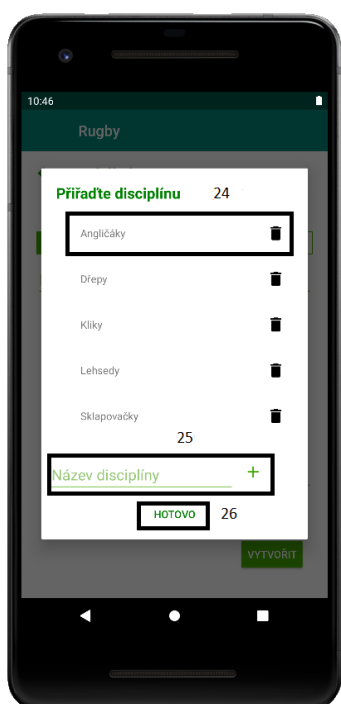 10:46
Rugby
Přiřaďte disciplínu 24
Angličáky
Dřepy
Kliky
Lehsedy
Sklapovačky
25
Název disciplíny +
HOTOVO 26
VYTVOŘIT